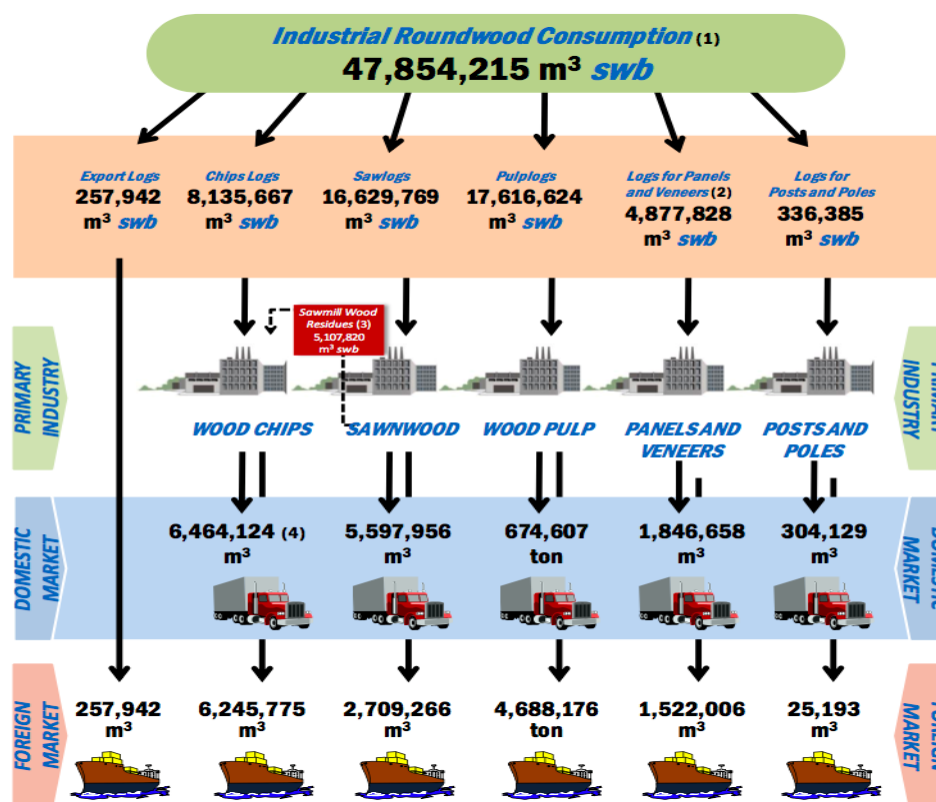 Industrial Roundwood Consumption (1)
47,854,215 m³ swb
Export Logs
257,942
m³ swb
Chips Logs
8,135,667
m³ swb
Sawlogs
16,629,769
m³ swb
Pulplogs
17,616,624
m³ swb
Logs for Panels
and Veneers (2)
4,877,828
m³ swb
Logs for
Posts and Poles
336,385
m³ swb
Sawmill Wood
Residues (3)
5,107,820
m³ swb
PRIMARY
INDUSTRY
WOOD CHIPS
SAWNWOOD
WOOD PULP
PANELS AND
VENEERS
POSTS AND
POLES
PRIMARY
INDUSTRY
DOMESTIC
MARKET
6,464,124 (4)
m³
5,597,956
m³
674,607
ton
1,846,658
m³
304,129
m³
DOMESTIC
MARKET
FOREIGN
MARKET
257,942
m³
6,245,775
m³
2,709,266
m³
4,688,176
ton
1,522,006
m³
25,193
m³
FOREIGN
MARKET